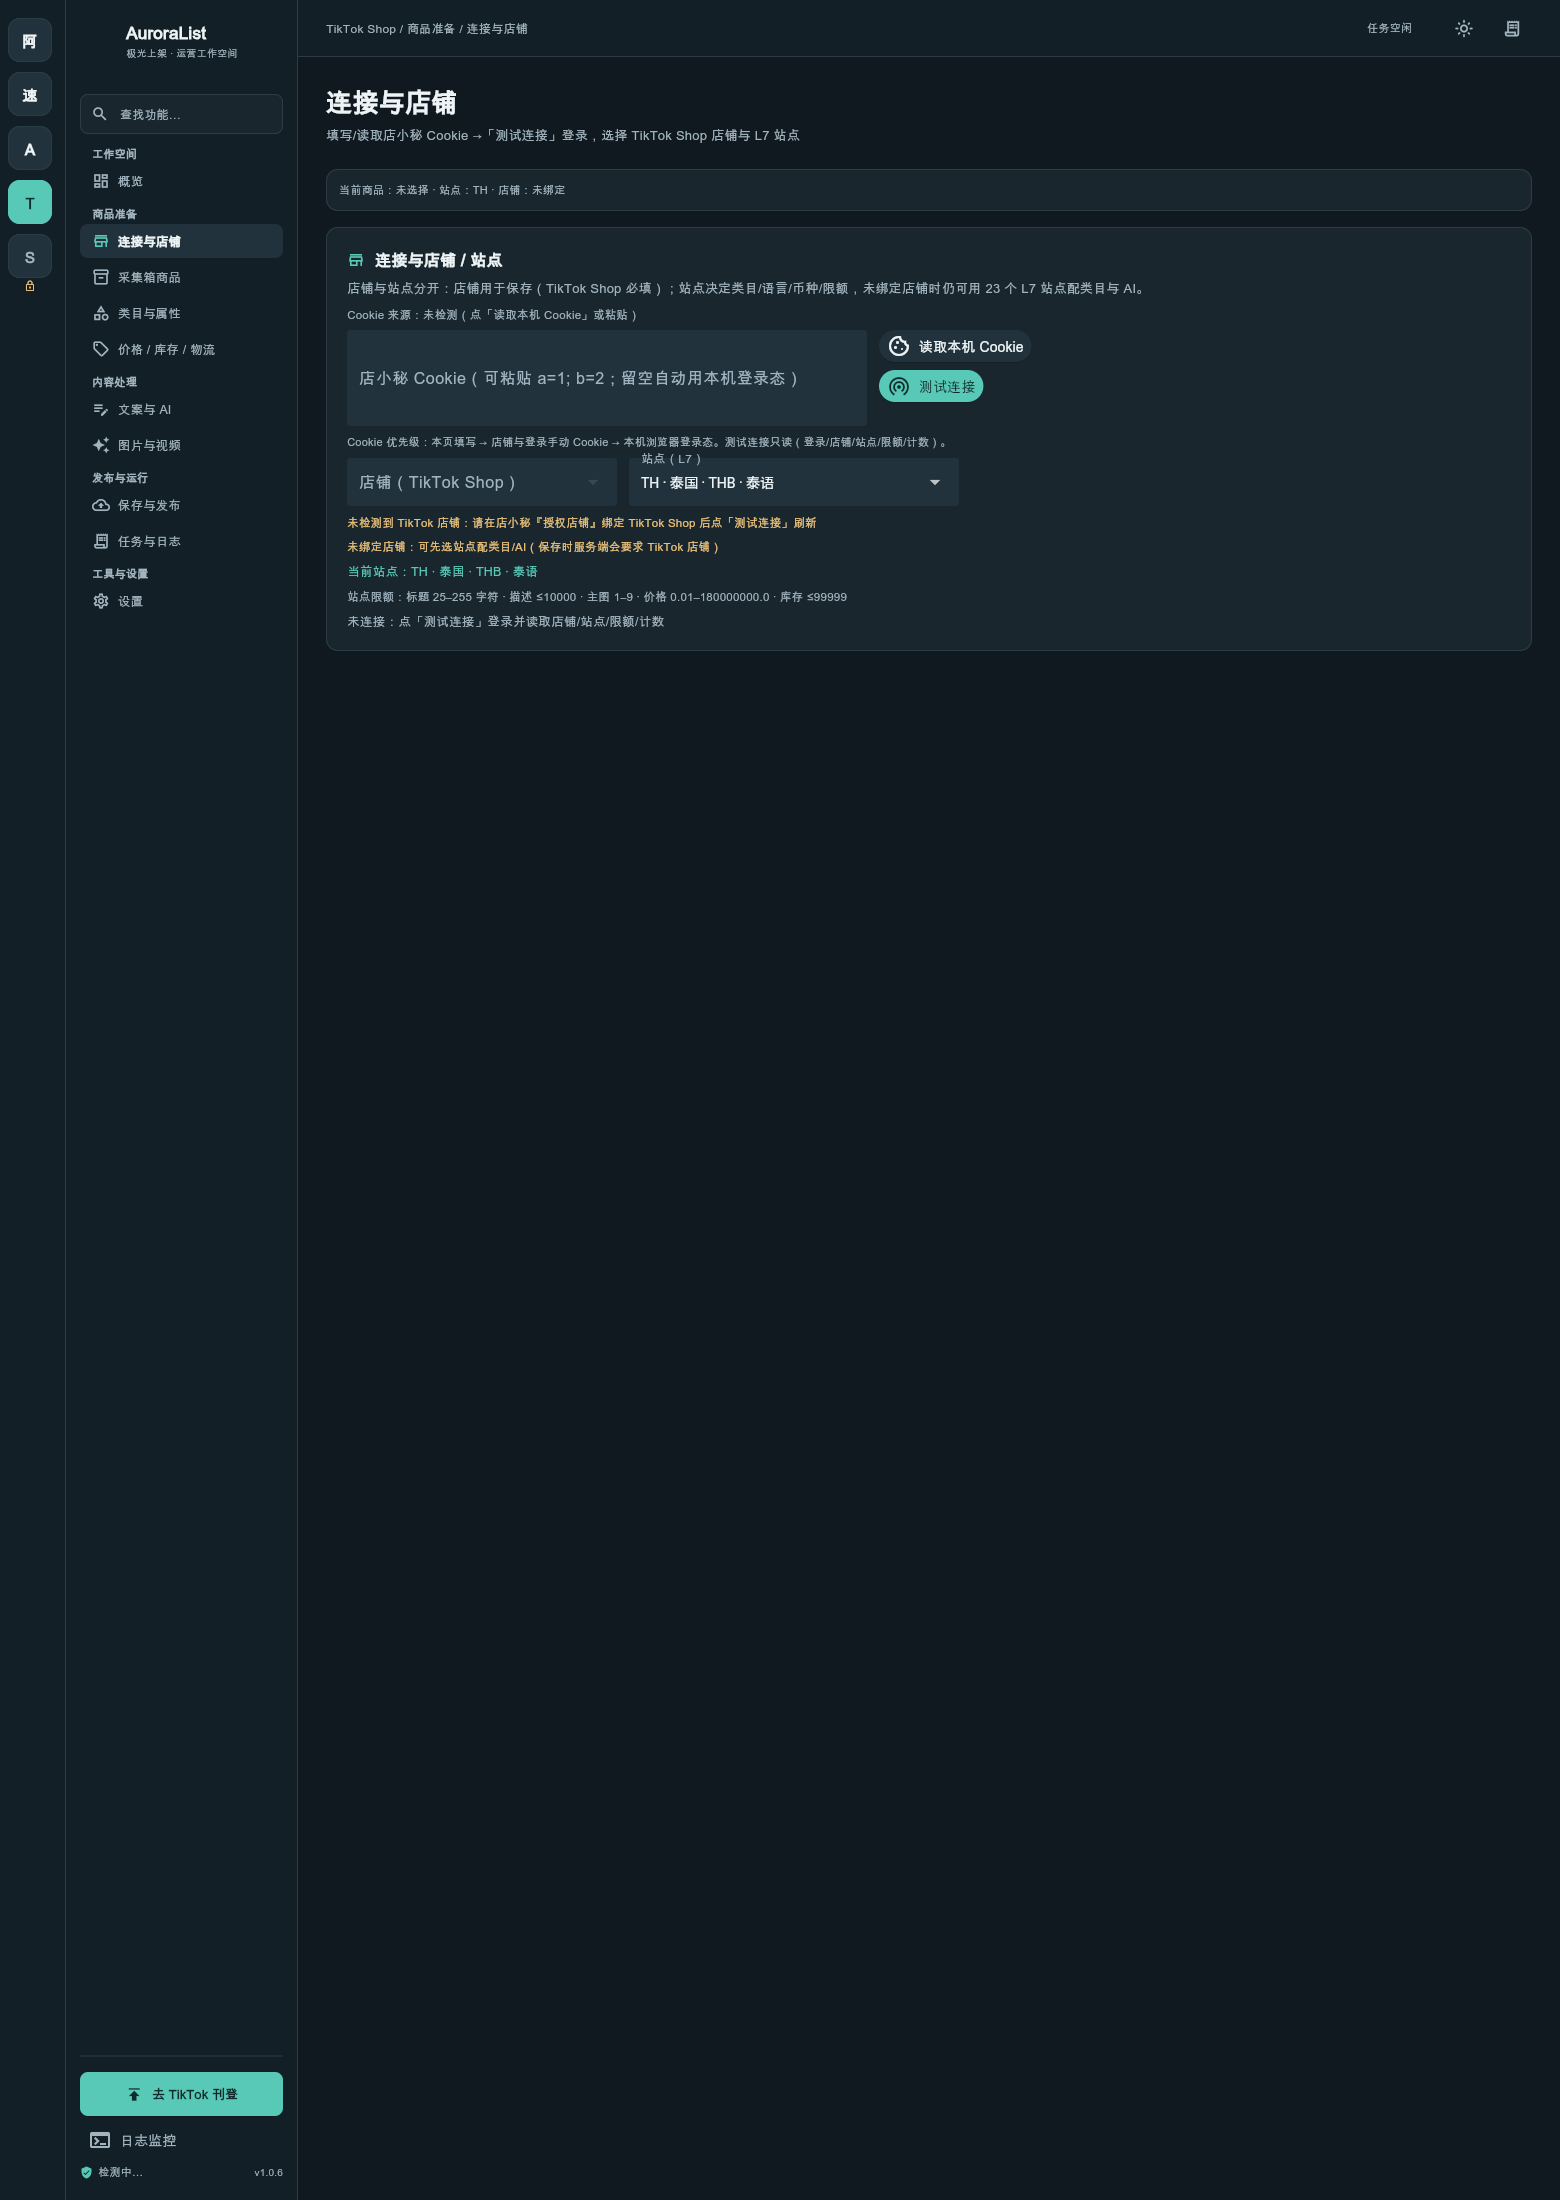 阿
速
A
T
S
AuroraList
极光上架 · 运营工作空间
查找功能...
工作空间
概览
商品准备
连接与店铺
采集箱商品
类目与属性
价格 / 库存 / 物流
内容处理
文案与 AI
图片与视频
发布与运行
保存与发布
任务与日志
工具与设置
设置
去 TikTok 刊登
日志监控
检测中...
v1.0.6
TikTok Shop / 商品准备 / 连接与店铺
任务空闲
连接与店铺
填写/读取店小秘 Cookie →「测试连接」登录，选择 TikTok Shop 店铺与 L7 站点
当前商品：未选择 · 站点：TH · 店铺：未绑定
连接与店铺 / 站点
店铺与站点分开：店铺用于保存（TikTok Shop 必填）；站点决定类目/语言/币种/限额，未绑定店铺时仍可用 23 个 L7 站点配类目与 AI。
Cookie 来源：未检测（点「读取本机 Cookie」或粘贴）
店小秘 Cookie（可粘贴 a=1; b=2；留空自动用本机登录态）
读取本机 Cookie
测试连接
Cookie 优先级：本页填写 → 店铺与登录手动 Cookie → 本机浏览器登录态。测试连接只读（登录/店铺/站点/限额/计数）。
店铺（TikTok Shop）
站点（L7）
TH · 泰国 · THB · 泰语
未检测到 TikTok 店铺：请在店小秘『授权店铺』绑定 TikTok Shop 后点「测试连接」刷新
未绑定店铺：可先选站点配类目/AI（保存时服务端会要求 TikTok 店铺）
当前站点：TH · 泰国 · THB · 泰语
站点限额：标题 25–255 字符 · 描述 ≤10000 · 主图 1–9 · 价格 0.01–180000000.0 · 库存 ≤99999
未连接：点「测试连接」登录并读取店铺/站点/限额/计数